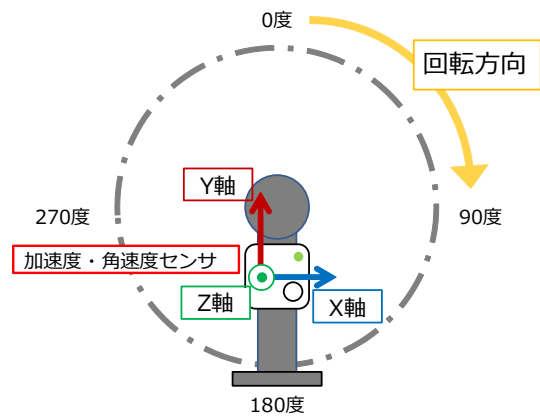 0度
回転方向
Y軸
270度
90度
加速度・角速度センサ
Z軸
X軸
180度